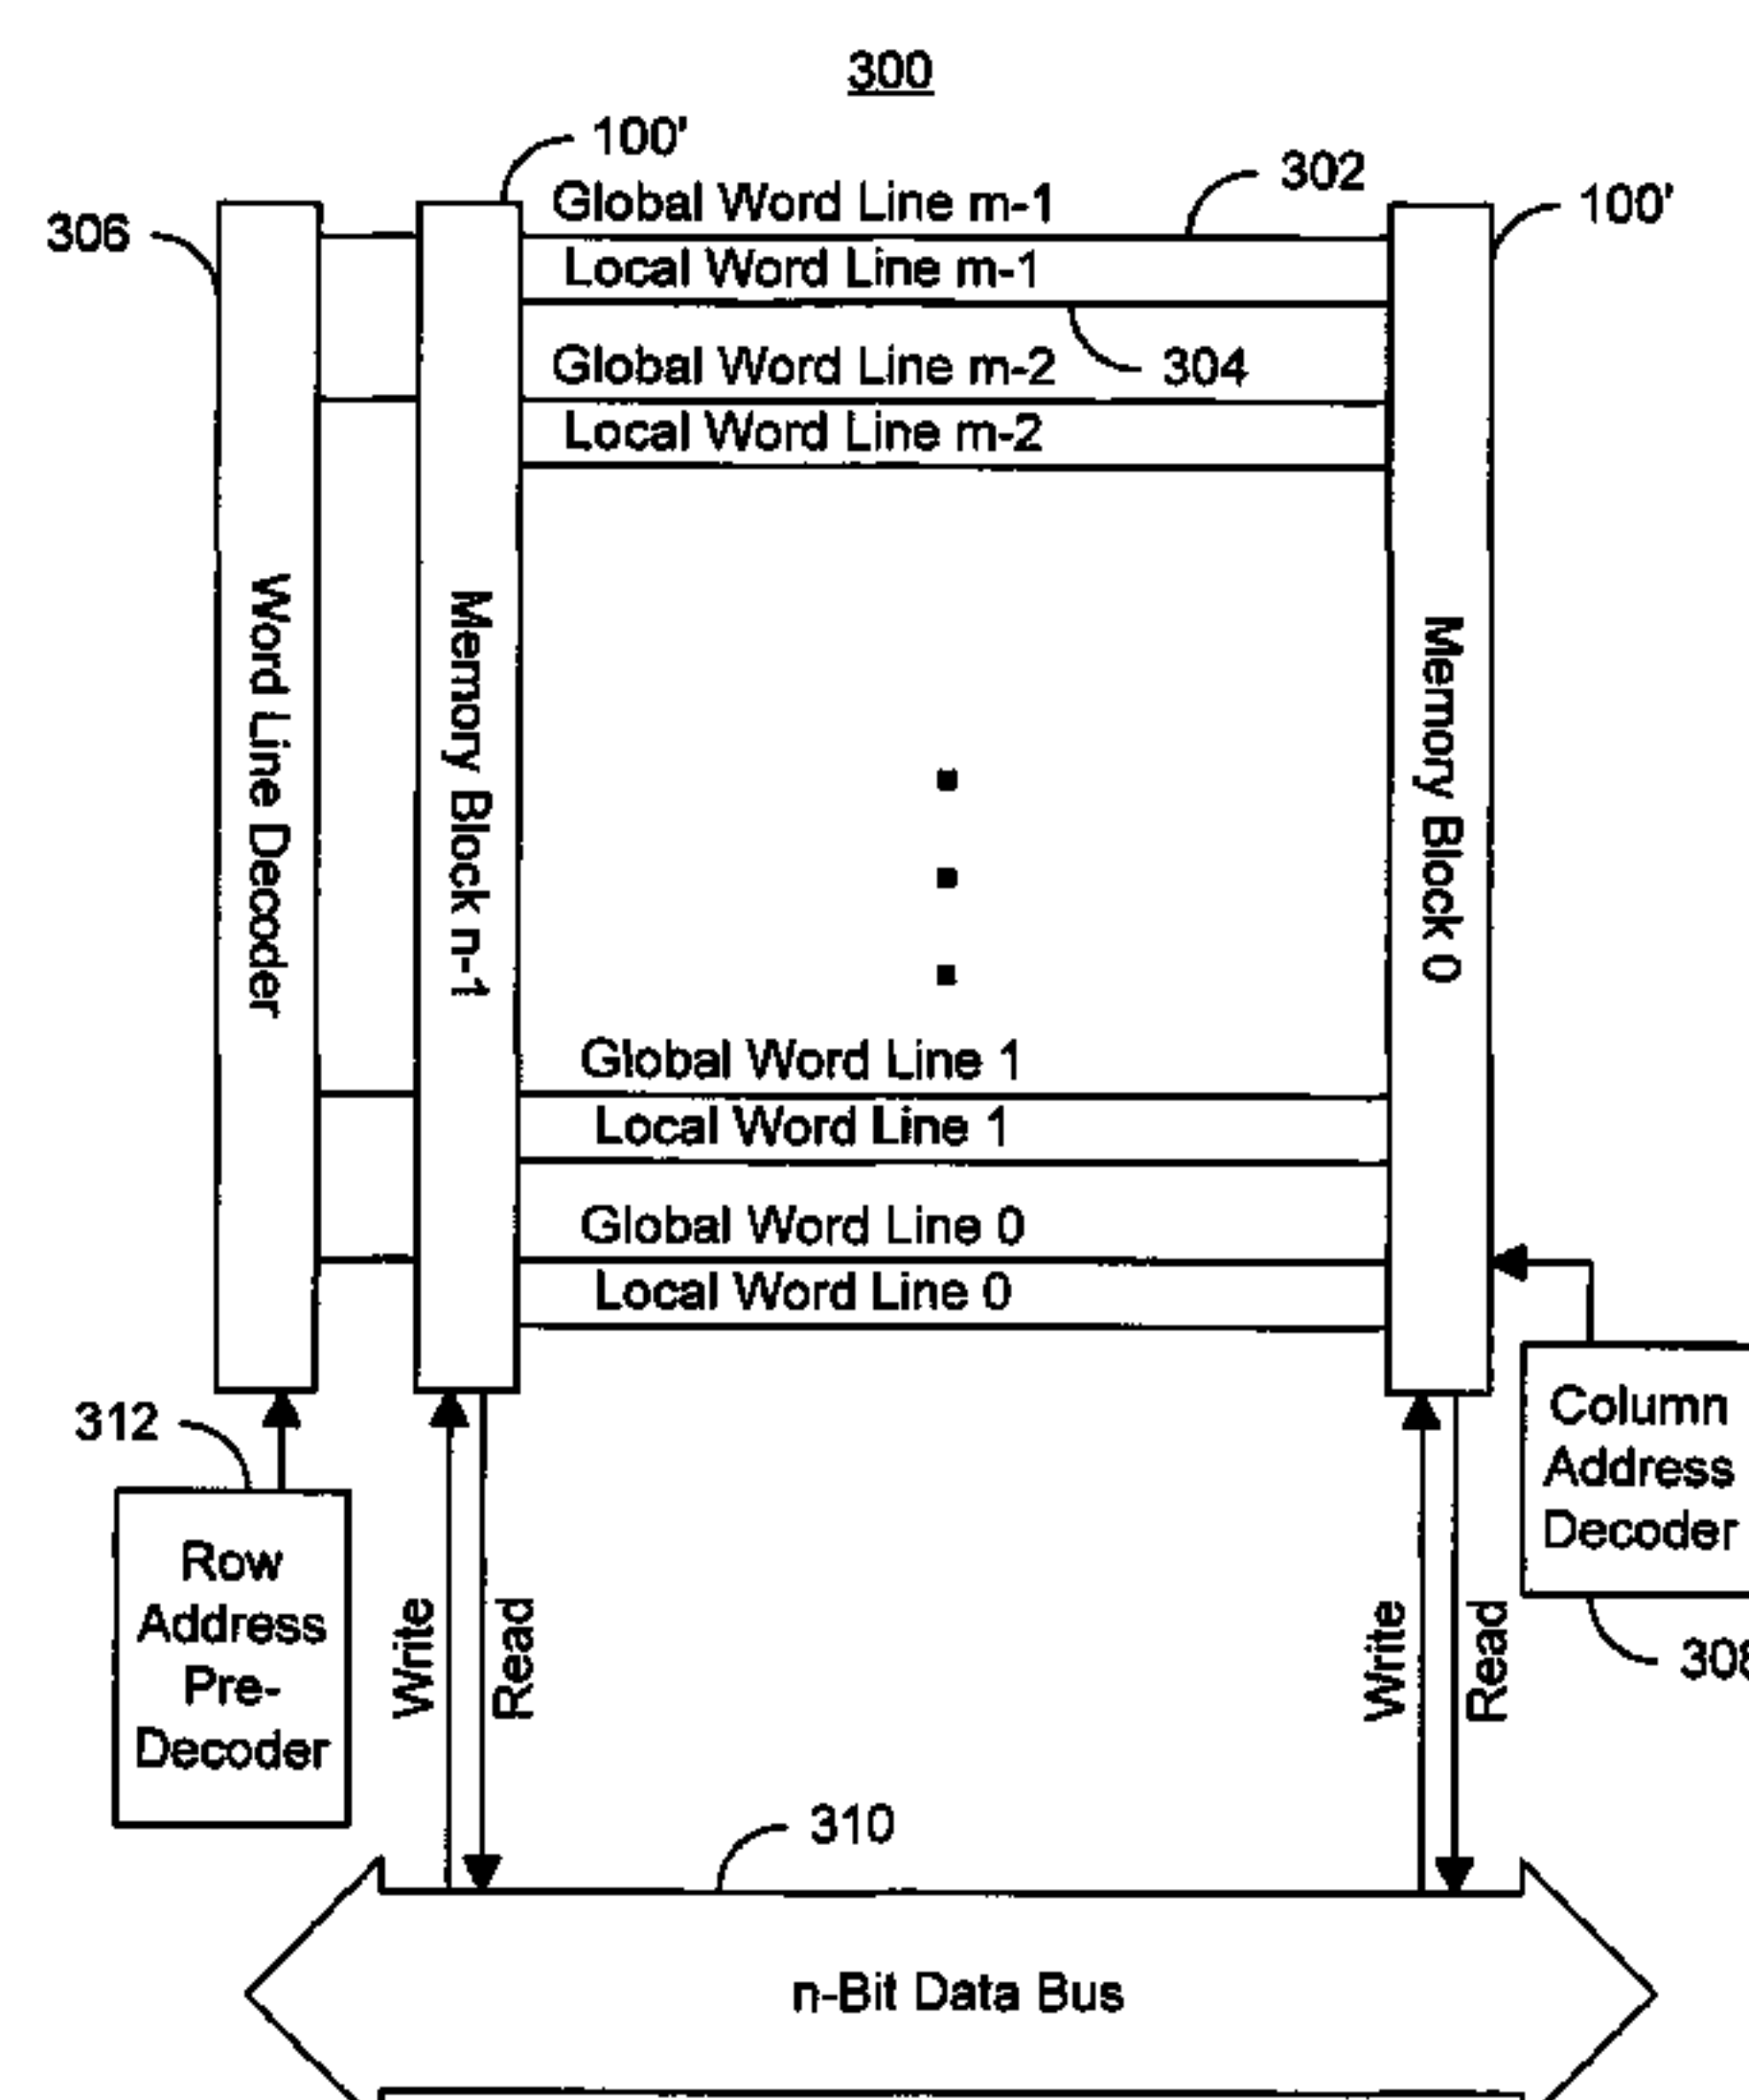 300
100'
302
100'
306
Global Word Line m-1
Local Word Line m-1
304
Global Word Line m-2
Local Word Line m-2
Word Line Decoder
Memory Block n-1
Memory Block 0
Global Word Line 1
Local Word Line 1
Global Word Line 0
Local Word Line 0
312
Column
Address
Decoder
Row
Address
Pre-
Decoder
Write
Read
Write
Read
310
n-Bit Data Bus